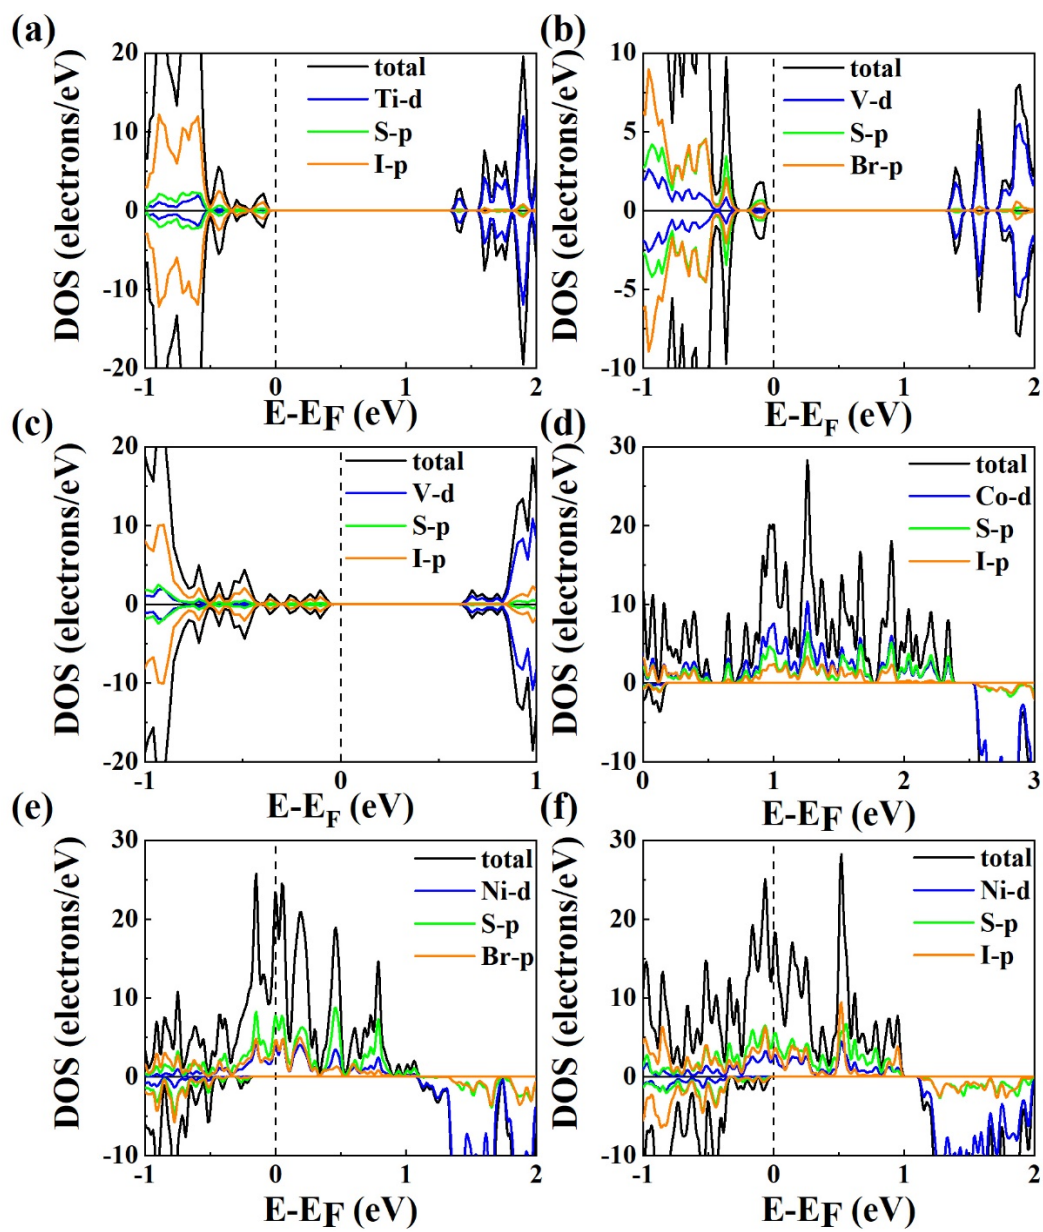 (a)
DOS (electrons/eV)
20
10
0
-10
-20
total
Ti-d
S-p
I-p
-1
0
1
2
E-EF (eV)
(b)
DOS (electrons/eV)
10
5
0
-5
-10
total
V-d
S-p
Br-p
-1
0
1
2
E-EF (eV)
(c)
DOS (electrons/eV)
20
10
0
-10
-20
total
V-d
S-p
I-p
-1
0
1
E-EF (eV)
(d)
DOS (electrons/eV)
30
20
10
0
-10
total
Co-d
S-p
I-p
0
1
2
3
E-EF (eV)
(e)
DOS (electrons/eV)
30
20
10
0
-10
total
Ni-d
S-p
Br-p
-1
0
1
2
E-EF (eV)
(f)
DOS (electrons/eV)
30
20
10
0
-10
total
Ni-d
S-p
I-p
-1
0
1
2
E-EF (eV)